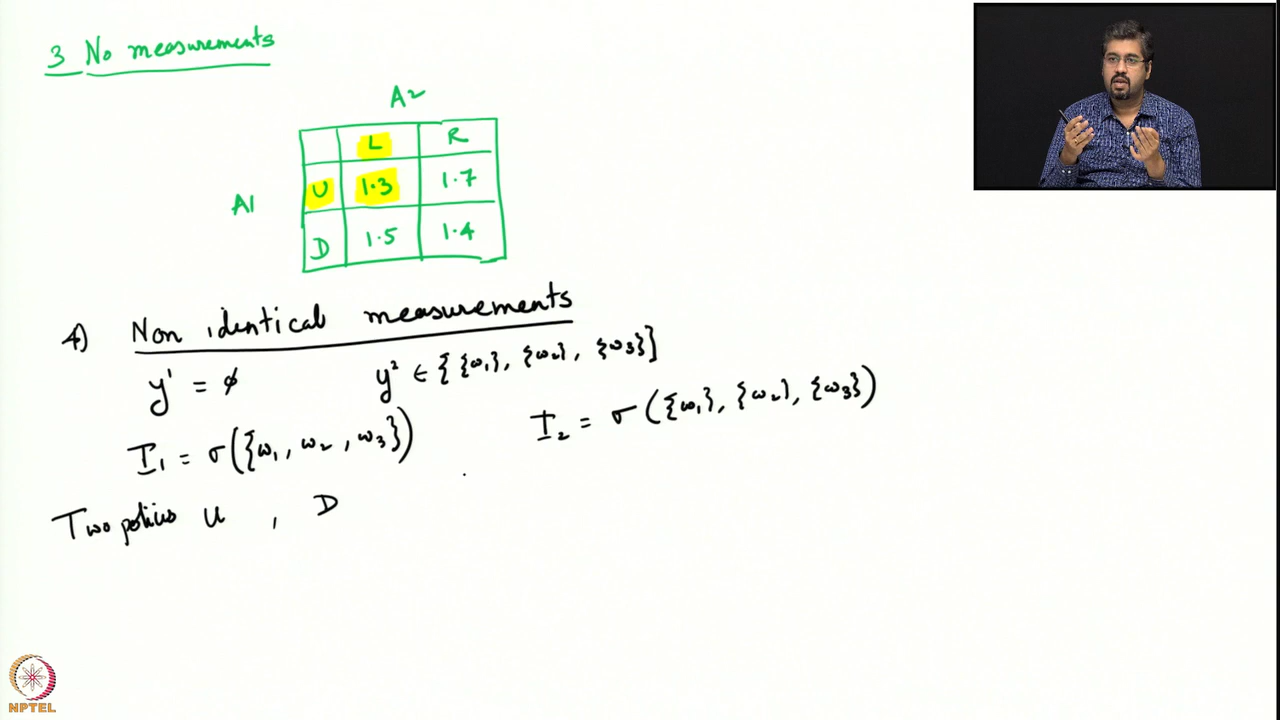 3 No measurements
A2
L R
U 1.3 1.7
A1
D 1.5 1.4
4) Non identical measurements
y¹ = φ y² ∈ { {ω₁}, {ω₂}, {ω₃}}
I₁ = σ({ω₁, ω₂, ω₃}) I₂ = σ({ω₁}, {ω₂}, {ω₃})
Two policies U , D
NPTEL